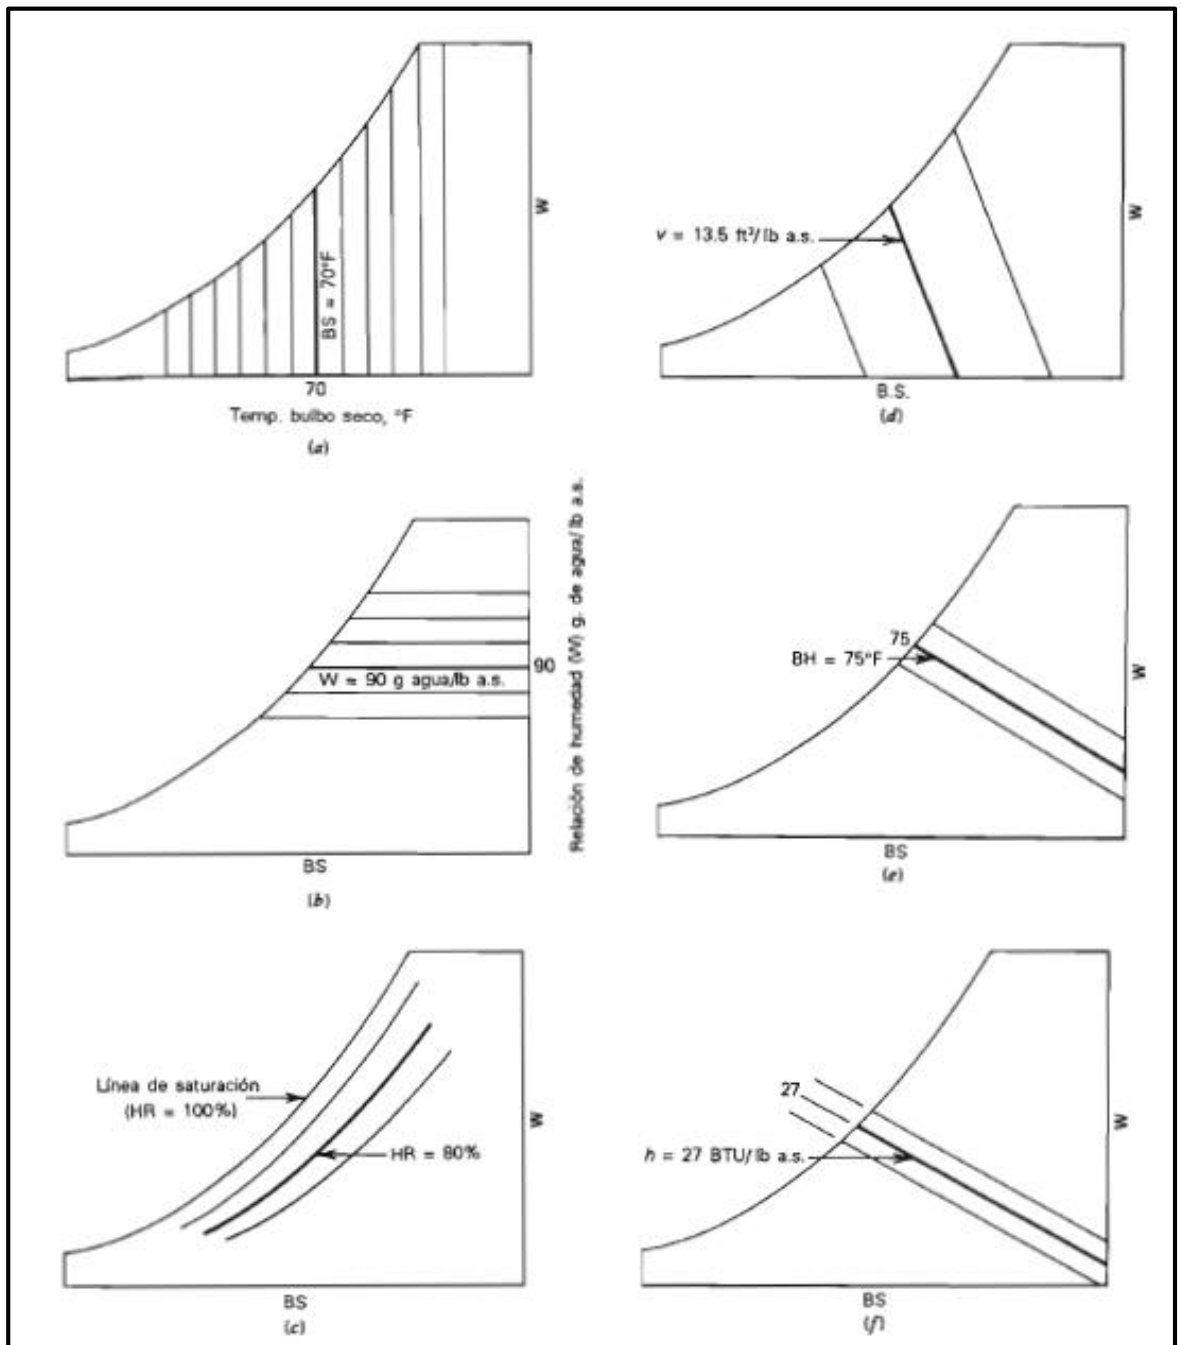 W
BS = 70°F
70
Temp. bulbo seco, °F
(a)
W
v = 13.5 ft³/lb a.s.
B.S.
(d)
Relación de humedad (W) g. de agua/lb a.s.
90
W = 90 g agua/lb a.s.
BS
(b)
W
75
BH = 75°F
BS
(e)
Línea de saturación
(HR = 100%)
HR = 80%
W
BS
(c)
W
27
h = 27 BTU/lb a.s.
BS
(f)